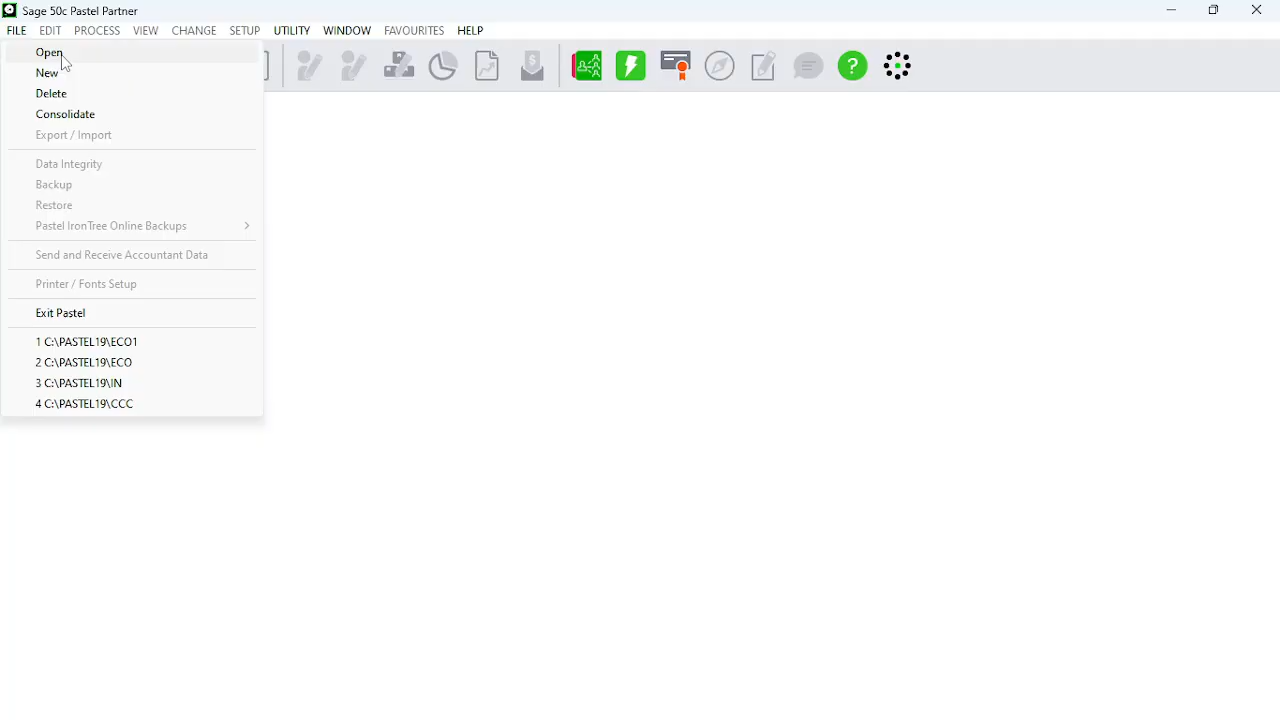 Sage 50c Pastel Partner
FILE EDIT PROCESS VIEW CHANGE SETUP UTILITY WINDOW FAVOURITES HELP
Open
New
Delete
Consolidate
Export / Import
Data Integrity
Backup
Restore
Pastel IronTree Online Backups
Send and Receive Accountant Data
Printer / Fonts Setup
Exit Pastel
1 C:\PASTEL19\ECO1
2 C:\PASTEL19\ECO
3 C:\PASTEL19\IN
4 C:\PASTEL19\CCC